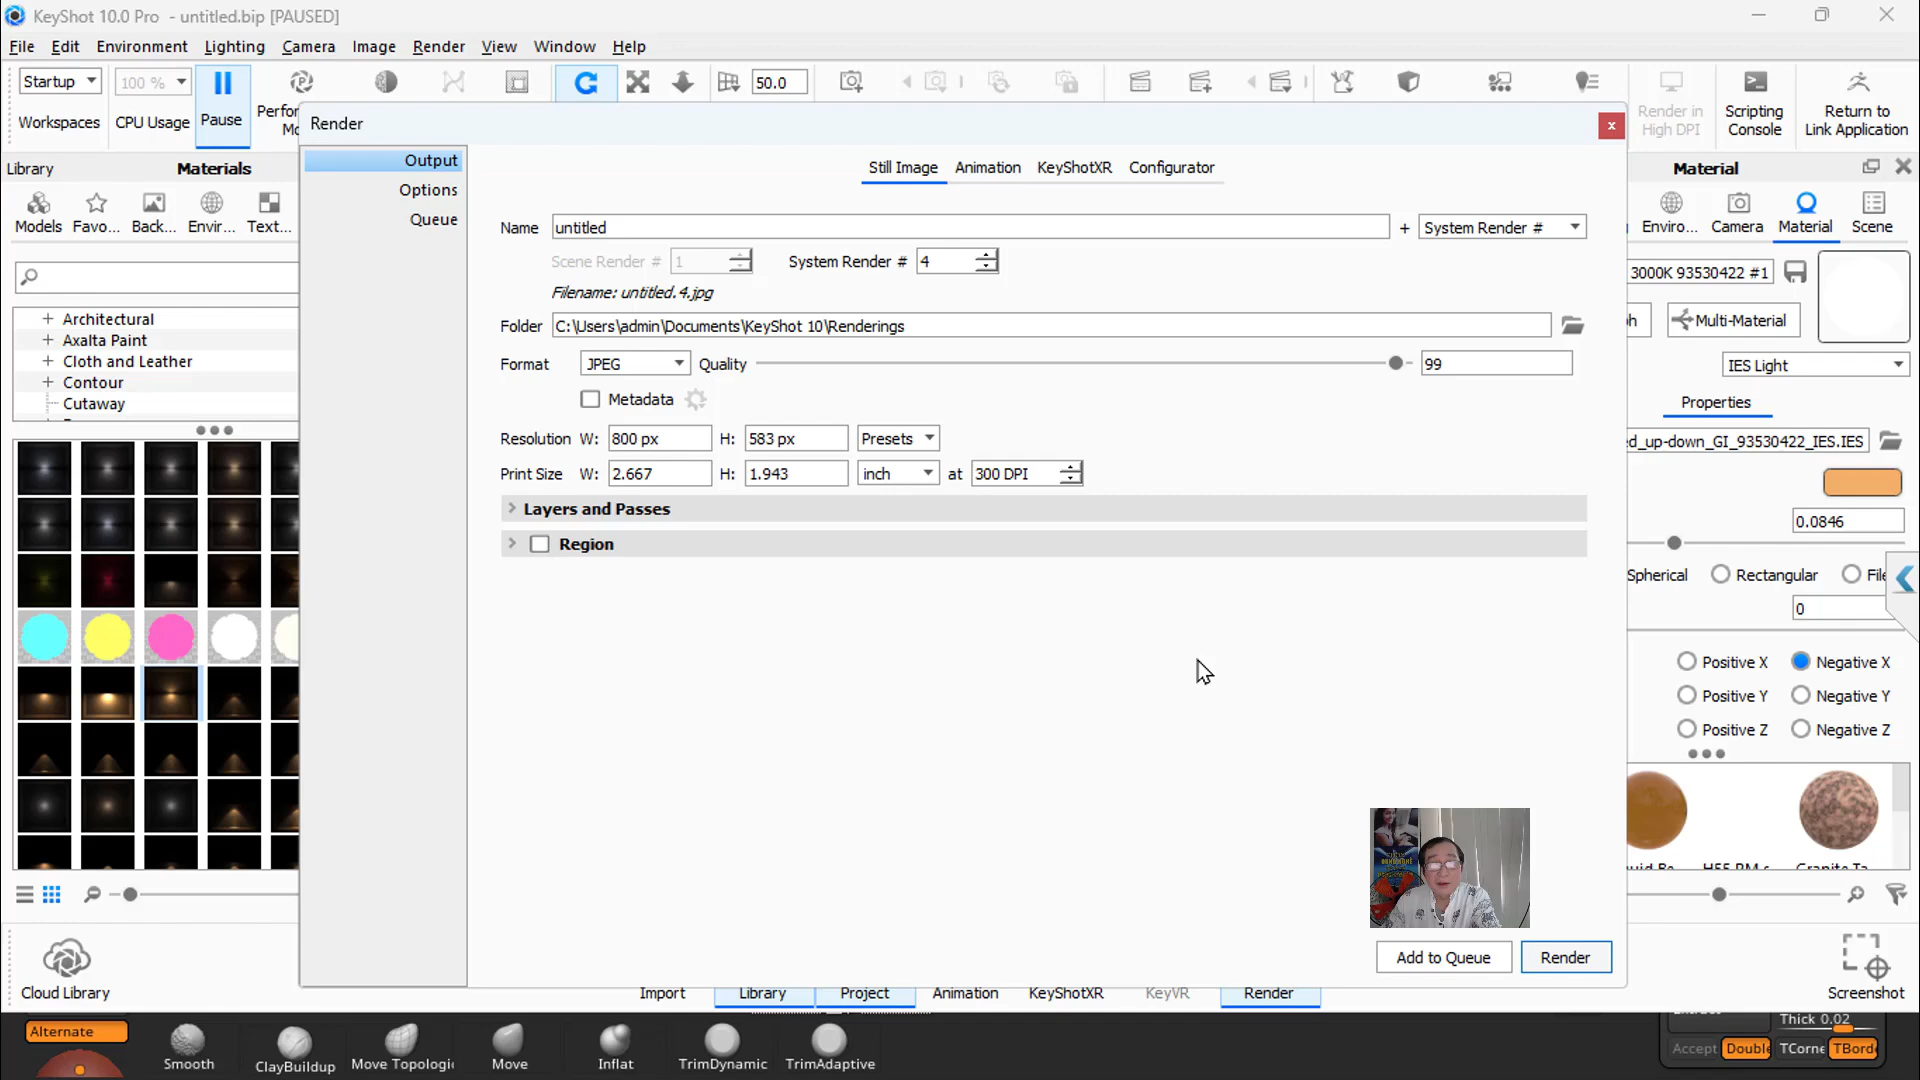 KeyShot 10.0 Pro - untitled.bip [PAUSED]
File Edit Environment Lighting Camera Image Render View Window Help
Startup 100 % 50.0
Workspaces CPU Usage Pause Render in High DPI Scripting Console Return to Link Application
Render
Library Materials
Models Favo... Back... Envir... Text...
Architectural
Axalta Paint
Cloth and Leather
Contour
Cutaway
Output
Options
Queue
Still Image Animation KeyShotXR Configurator
Name untitled + System Render #
Scene Render # 1 System Render # 4
Filename: untitled.4.jpg
Folder C:\Users\admin\Documents\KeyShot 10\Renderings
Format JPEG Quality 99
Metadata
Resolution W: 800 px H: 583 px Presets
Print Size W: 2.667 H: 1.943 inch at 300 DPI
Layers and Passes
Region
Add to Queue Render
Material
Enviro... Camera Material Scene
3000K 93530422 #1
Multi-Material
IES Light
Properties
ed_up-down_GI_93530422_IES.IES
0.0846
Spherical Rectangular
0
Positive X Negative X
Positive Y Negative Y
Positive Z Negative Z
Granite Ta
Cloud Library
Screenshot
Import Library Project Animation KeyShotXR KeyVR Render
Alternate
Smooth ClayBuildup Move Topologi Move Inflat TrimDynamic TrimAdaptive
Thick 0.02
Accept Double TCorne TBord